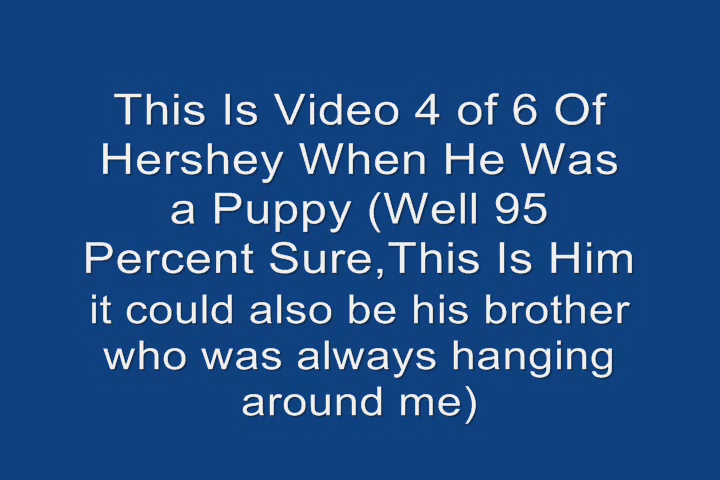 This Is Video 4 of 6 Of
Hershey When He Was
a Puppy (Well 95
Percent Sure,This Is Him
it could also be his brother
who was always hanging
around me)